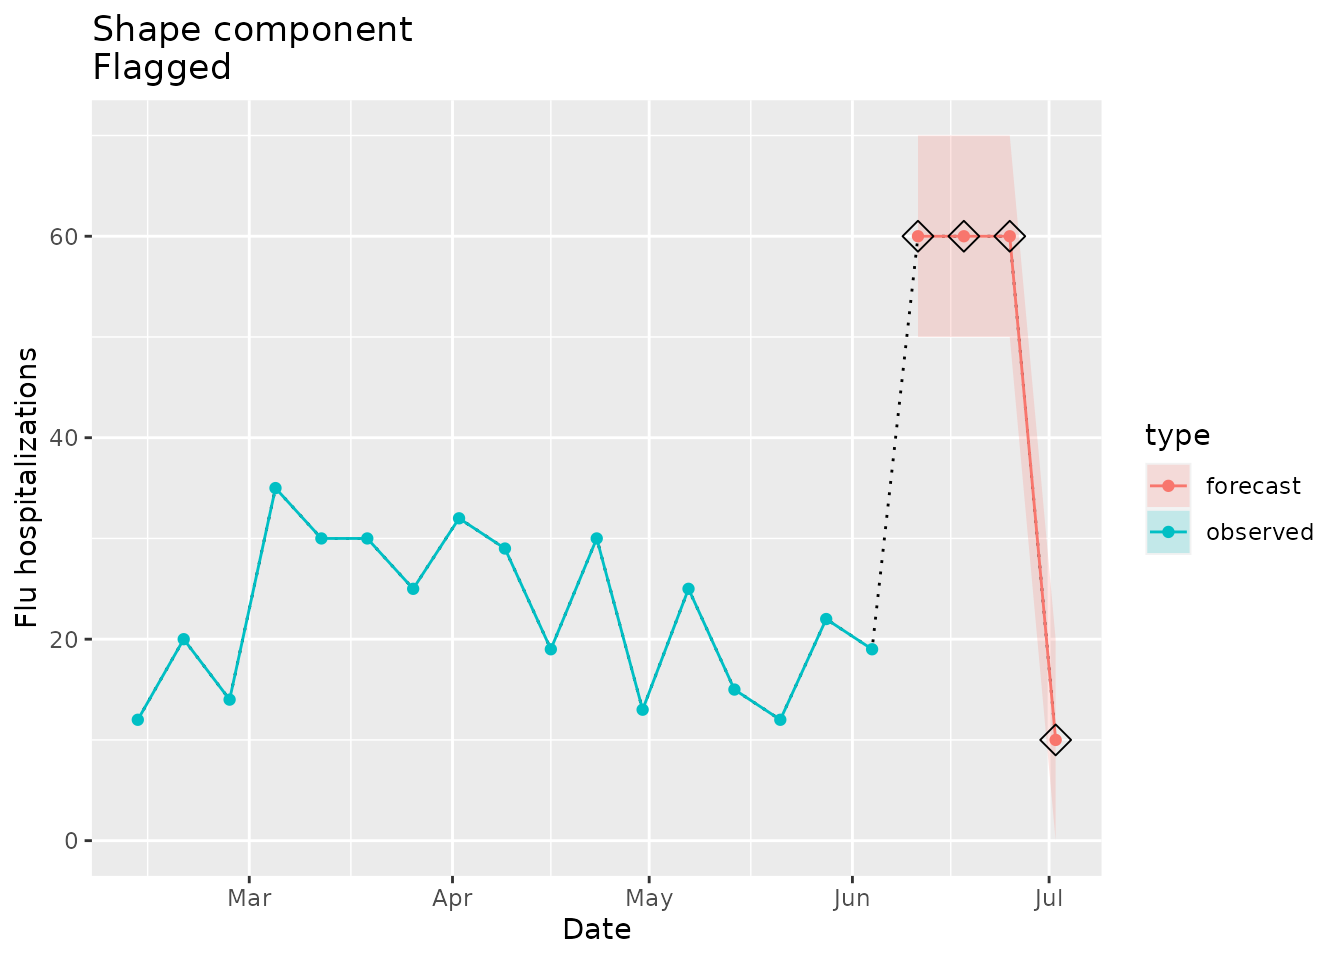 Shape component
Flagged
Flu hospitalizations
60
40
20
0
Mar Apr May Jun Jul
Date
type
forecast
observed